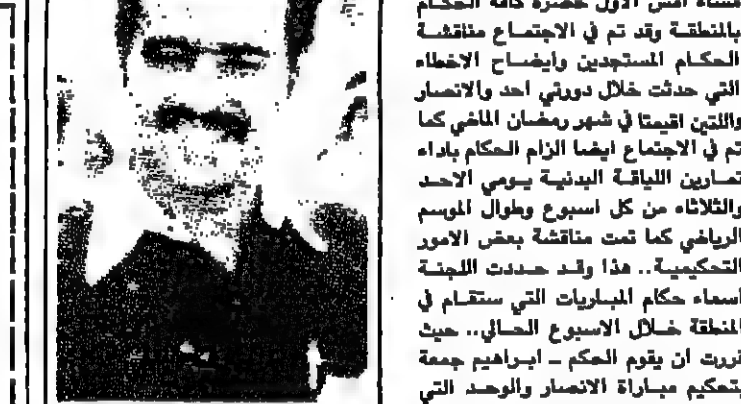 مساء امس الاول حضره كافة الحكام
بالمنطقة وقد تم في الاجتماع مناقشة
الحكام المستجدين وايضاح الاخطاء
التي حدثت خلال دورتي احد والانصار
واللتين اقيمتا في شهر رمضان الماضي كما
تم في الاجتماع ايضا الزام الحكام باداء
تمارين اللياقة البدنية يومي الاحد
والثلاثاء من كل اسبوع وطوال الموسم
الرياضي كما تمت مناقشة بعض الامور
التحكيمية.. هذا وقد حددت اللجنة
اسماء حكام المباريات التي ستقام في
المنطقة خلال الاسبوع الحالي.. حيث
قررت ان يقوم الحكم ـ ابراهيم جمعة
بتحكيم مباراة الانصار والوحد التي